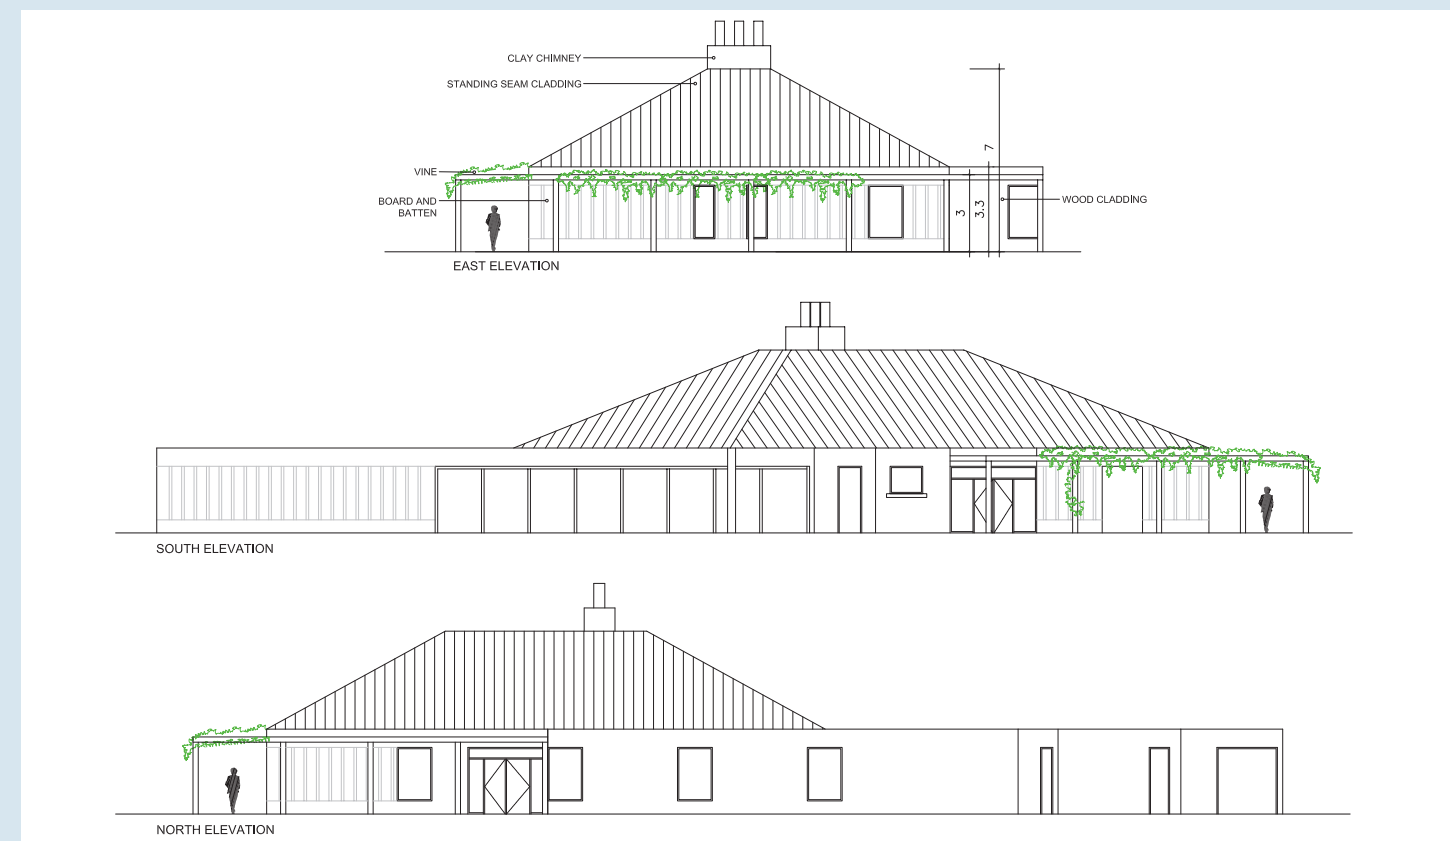 CLAY CHIMNEY
STANDING SEAM CLADDING
VINE
BOARD AND
BATTEN
7
3
3.3
WOOD CLADDING
EAST ELEVATION
SOUTH ELEVATION
NORTH ELEVATION